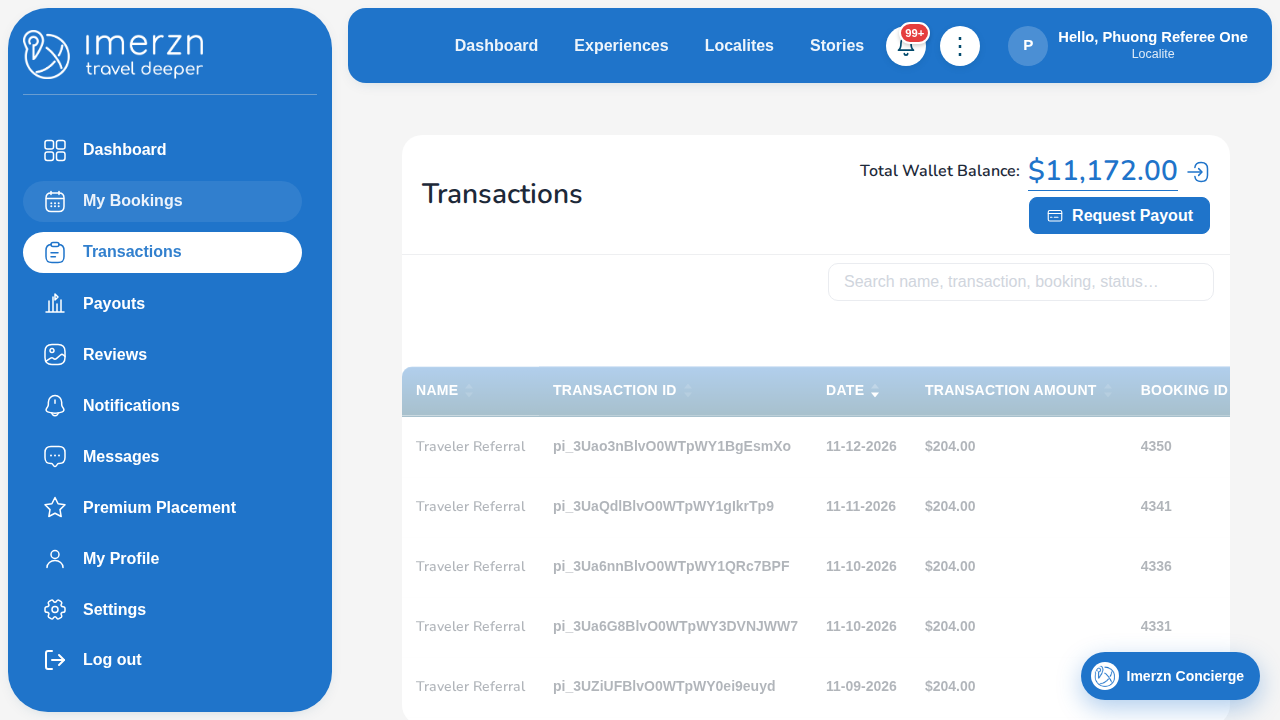 imerzn
travel deeper
Dashboard
My Bookings
Transactions
Payouts
Reviews
Notifications
Messages
Premium Placement
My Profile
Settings
Log out
Dashboard Experiences Localites Stories
99+
P
Hello, Phuong Referee One
Localite
Transactions
Total Wallet Balance: $11,172.00
Request Payout
Search name, transaction, booking, status...
NAME TRANSACTION ID DATE TRANSACTION AMOUNT BOOKING ID
Traveler Referral pi_3Uao3nBlvO0WTpWY1BgEsmXo 11-12-2026 $204.00 4350
Traveler Referral pi_3UaQdlBlvO0WTpWY1gIkrTp9 11-11-2026 $204.00 4341
Traveler Referral pi_3Ua6nnBlvO0WTpWY1QRc7BPF 11-10-2026 $204.00 4336
Traveler Referral pi_3Ua6G8BlvO0WTpWY3DVNJWW7 11-10-2026 $204.00 4331
Traveler Referral pi_3UZiUFBlvO0WTpWY0ei9euyd 11-09-2026 $204.00
Imerzn Concierge